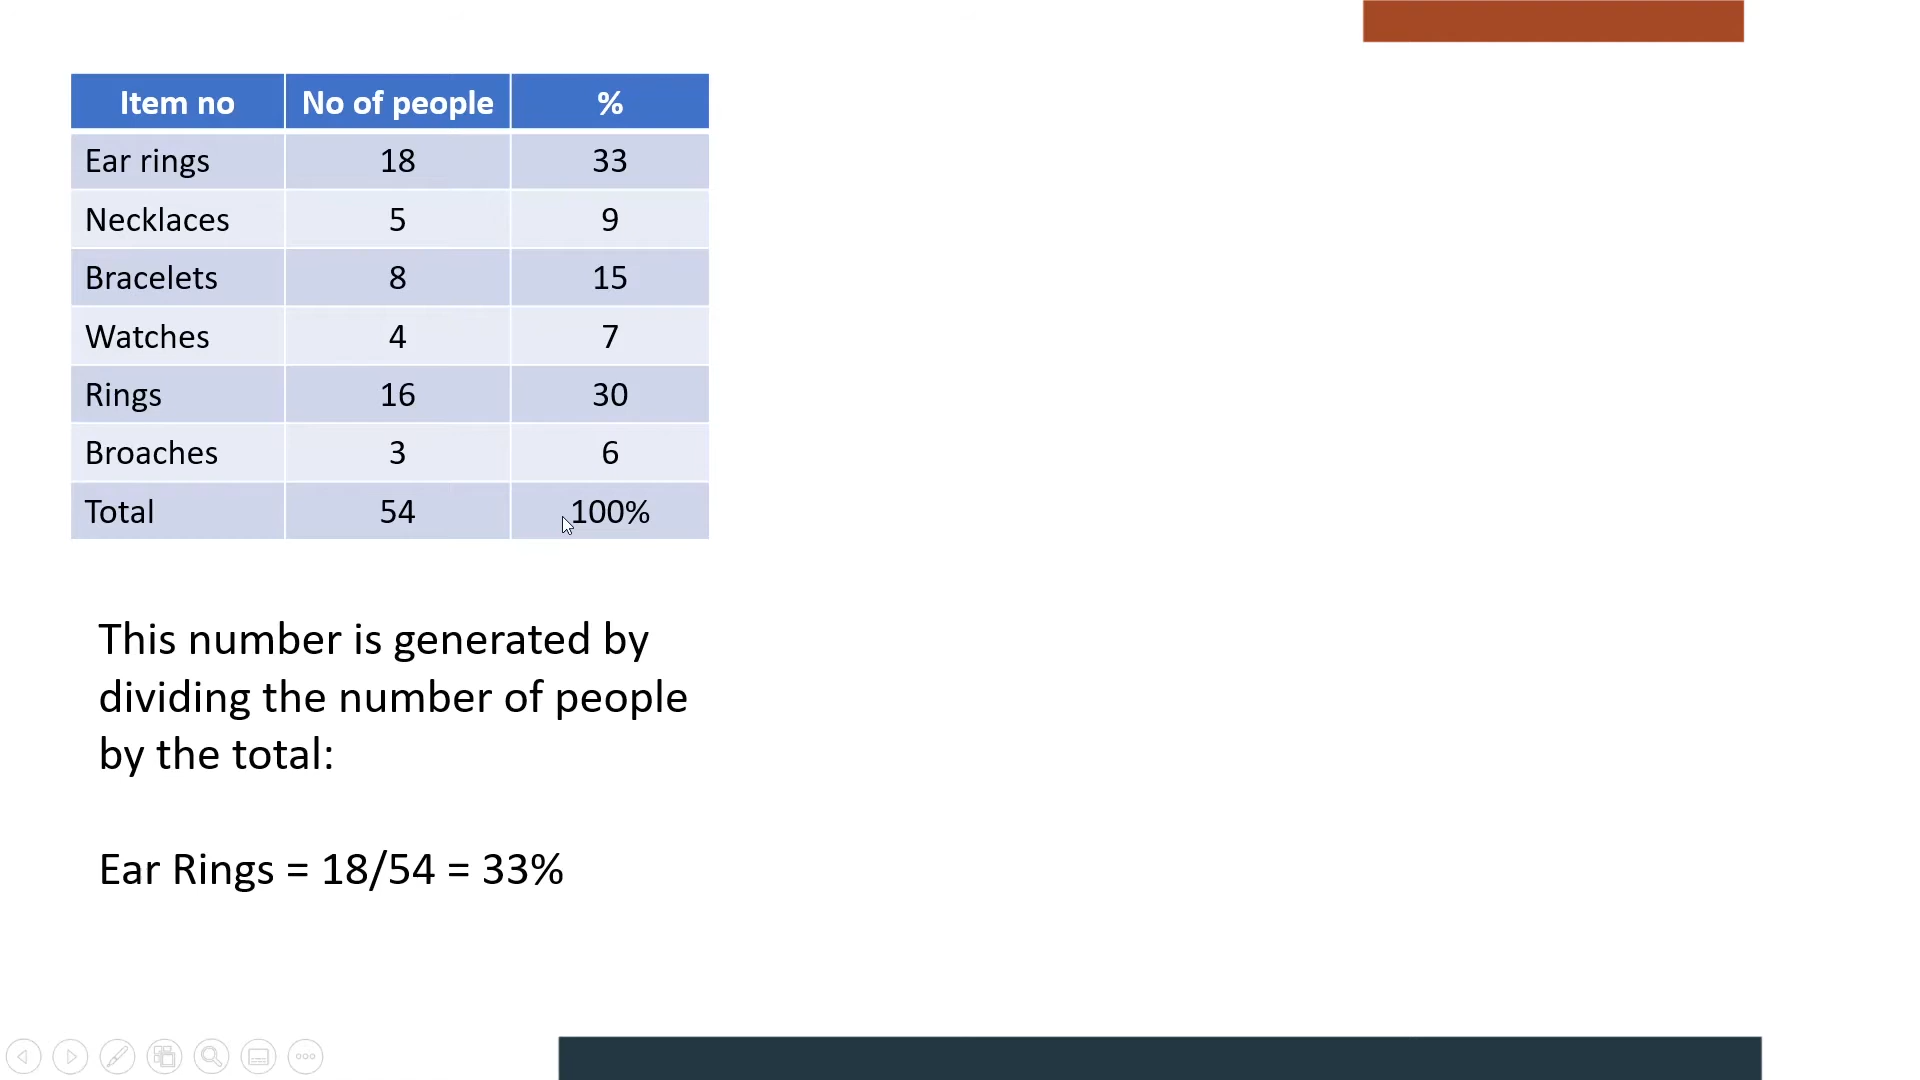 Item no No of people %
Ear rings 18 33
Necklaces 5 9
Bracelets 8 15
Watches 4 7
Rings 16 30
Broaches 3 6
Total 54 100%
This number is generated by
dividing the number of people
by the total:
Ear Rings = 18/54 = 33%